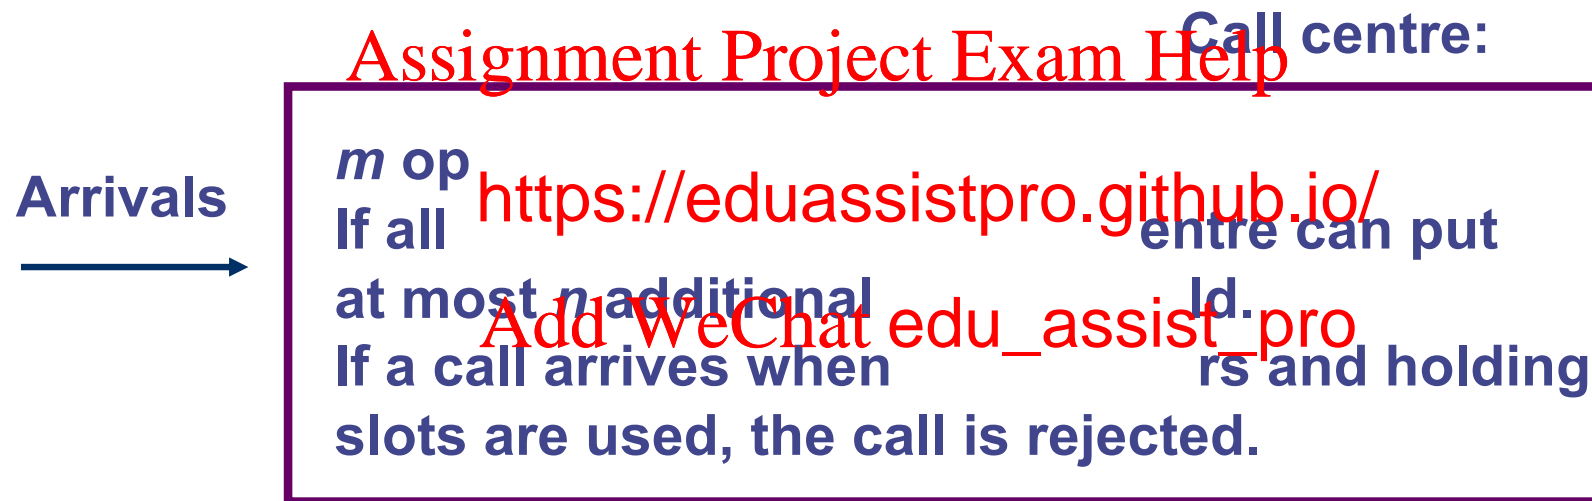 Call centre:
Assignment Project Exam Help
Arrivals
m op
https://eduassistpro.github.io/
If all entre can put
at most n additional ld.
Add WeChat edu_assist_pro
If a call arrives when rs and holding
slots are used, the call is rejected.